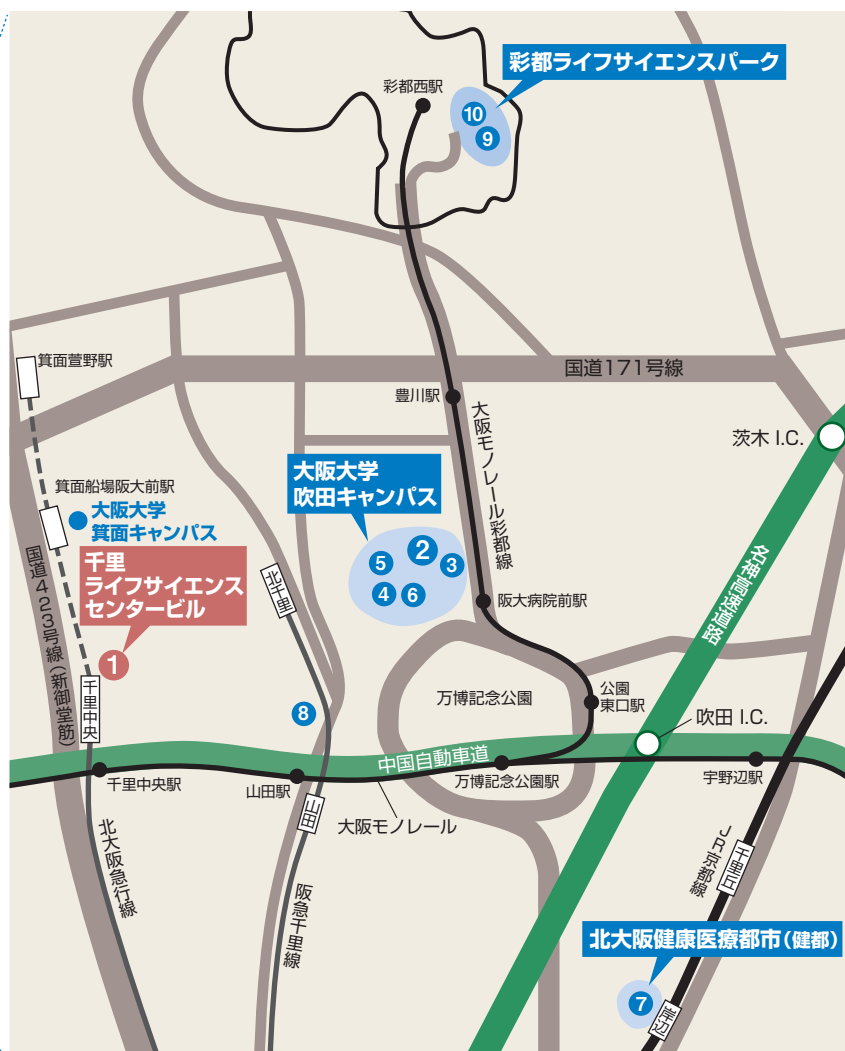 彩都ライフサイエンスパーク
彩都西駅
10
9
箕面萱野駅
国道171号線
豊川駅
茨木 I.C.
大阪大学
吹田キャンパス
大阪モノレール彩都線
箕面船場阪大前駅
大阪大学
箕面キャンパス
国道423号線(新御堂筋)
千里
ライフサイエンス
センタービル
北千里
2
5
3
4
6
阪大病院前駅
名神高速道路
1
千里中央
8
万博記念公園
公園
東口駅
吹田 I.C.
中国自動車道
千里中央駅
山田駅
万博記念公園駅
宇野辺駅
山田
大阪モノレール
北大阪急行線
阪急千里線
JR京都線
千里丘
北大阪健康医療都市(健都)
7
岸辺